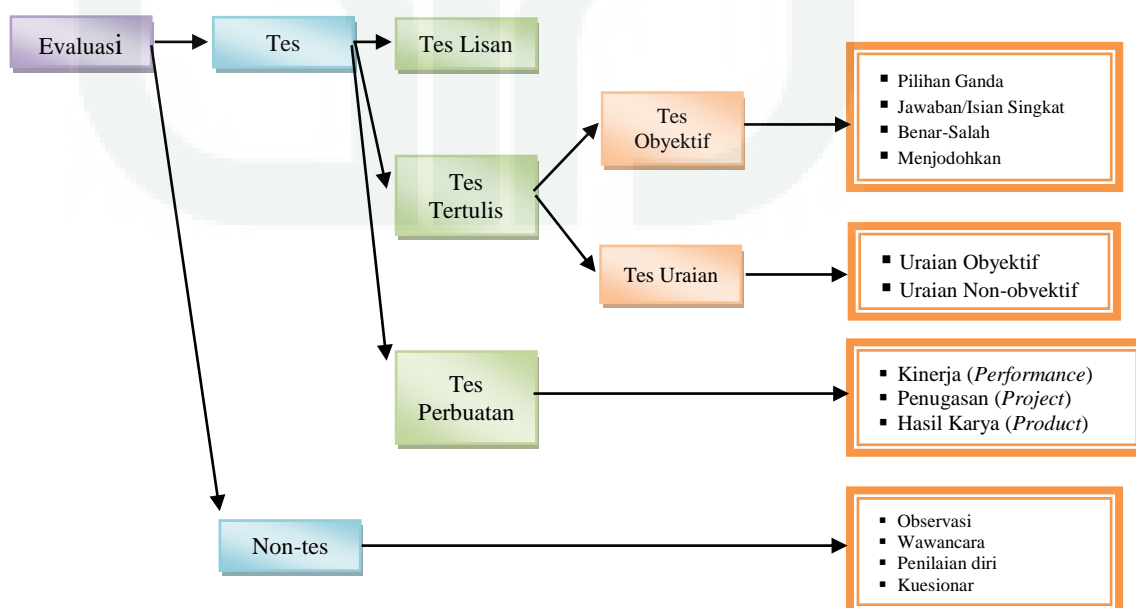 Evaluasi
Tes
Tes Lisan
Tes
Obyektif
▪ Pilihan Ganda
▪ Jawaban/Isian Singkat
▪ Benar-Salah
▪ Menjodohkan
Tes
Tertulis
Tes Uraian
▪ Uraian Obyektif
▪ Uraian Non-obyektif
Tes
Perbuatan
▪ Kinerja (Performance)
▪ Penugasan (Project)
▪ Hasil Karya (Product)
Non-tes
▪ Observasi
▪ Wawancara
▪ Penilaian diri
▪ Kuesionar